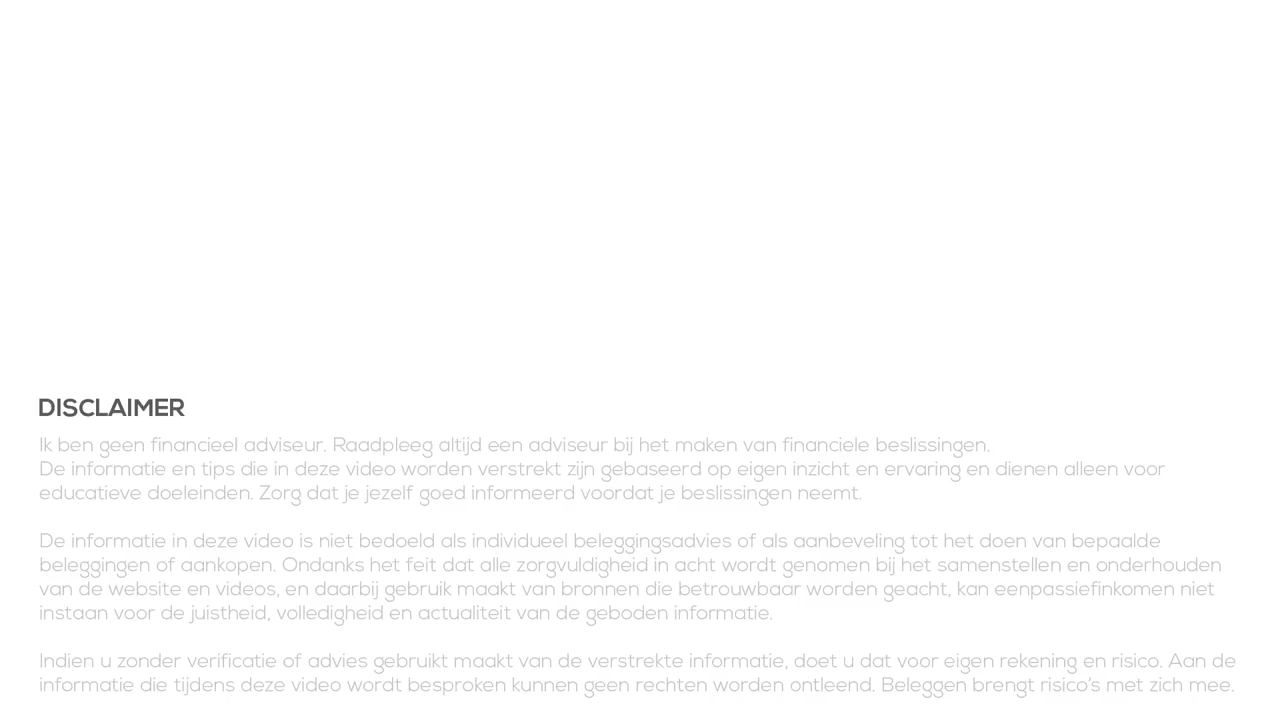 DISCLAIMER
Ik ben geen financieel adviseur. Raadpleeg altijd een adviseur bij het maken van financiele beslissingen.
De informatie en tips die in deze video worden verstrekt zijn gebaseerd op eigen inzicht en ervaring en dienen alleen voor
educatieve doeleinden. Zorg dat je jezelf goed informeerd voordat je beslissingen neemt.
De informatie in deze video is niet bedoeld als individueel beleggingsadvies of als aanbeveling tot het doen van bepaalde
beleggingen of aankopen. Ondanks het feit dat alle zorgvuldigheid in acht wordt genomen bij het samenstellen en onderhouden
van de website en videos, en daarbij gebruik maakt van bronnen die betrouwbaar worden geacht, kan eenpassiefinkomen niet
instaan voor de juistheid, volledigheid en actualiteit van de geboden informatie.
Indien u zonder verificatie of advies gebruikt maakt van de verstrekte informatie, doet u dat voor eigen rekening en risico. Aan de
informatie die tijdens deze video wordt besproken kunnen geen rechten worden ontleend. Beleggen brengt risico's met zich mee.